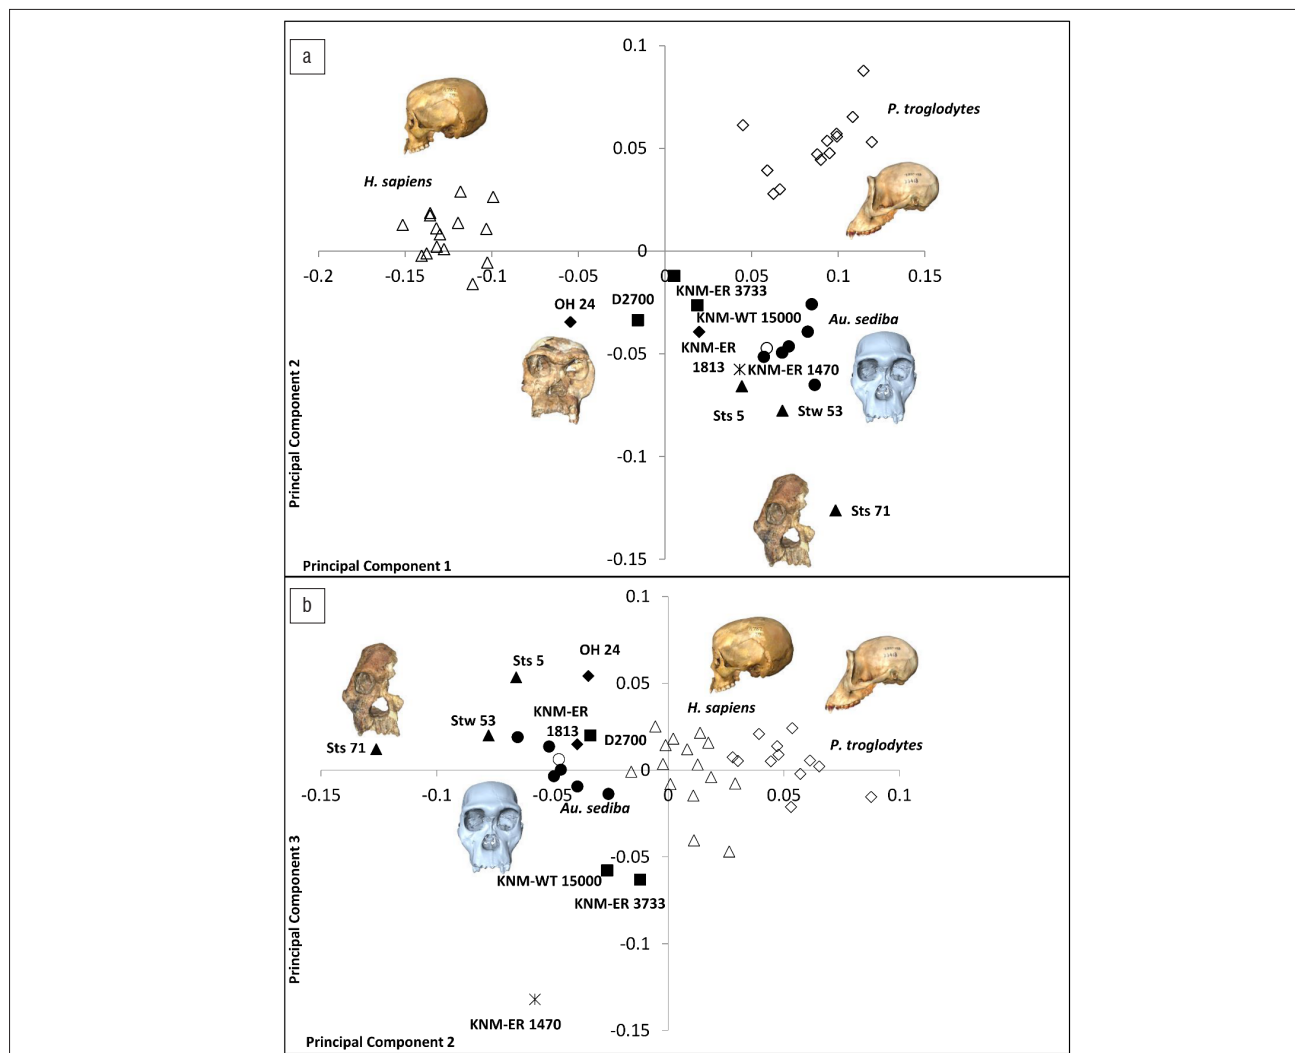 a
0.1
P. troglodytes
0.05
H. sapiens
0
-0.2
-0.15
-0.1
-0.05
0
0.05
0.1
0.15
OH 24
D2700
KNM-ER 3733
KNM-WT 15000
Au. sediba
KNM-ER
1813
-0.05
KNM-ER 1470
Sts 5
Stw 53
-0.1
Sts 71
-0.15
Principal Component 2
Principal Component 1
b
0.1
Sts 5
OH 24
0.05
H. sapiens
Stw 53
KNM-ER
1813
D2700
P. troglodytes
Sts 71
0
-0.15
-0.1
-0.05
0
0.05
0.1
Au. sediba
-0.05
KNM-WT 15000
KNM-ER 3733
-0.1
KNM-ER 1470
-0.15
Principal Component 3
Principal Component 2